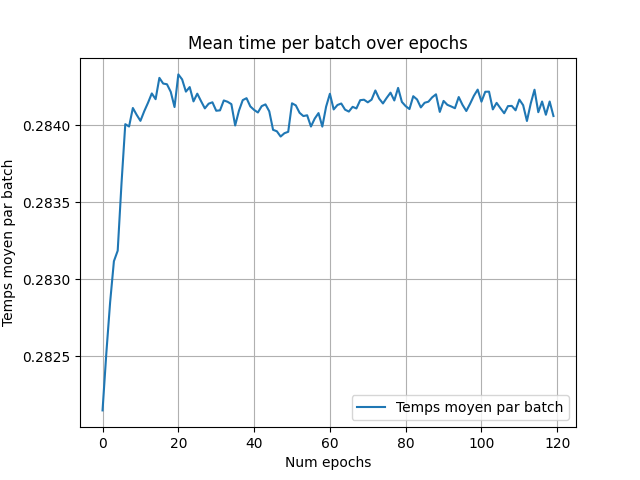 Mean time per batch over epochs
Temps moyen par batch
0.2840
0.2835
0.2830
0.2825
0
20
40
60
80
100
120
Temps moyen par batch
Num epochs